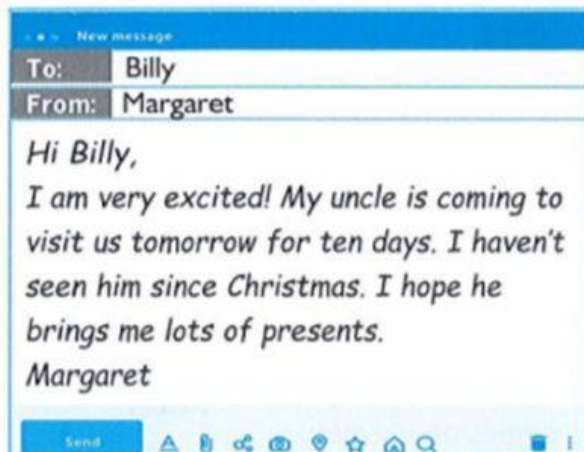 New message
To: Billy
From: Margaret
Hi Billy,
I am very excited! My uncle is coming to
visit us tomorrow for ten days. I haven't
seen him since Christmas. I hope he
brings me lots of presents.
Margaret
Send